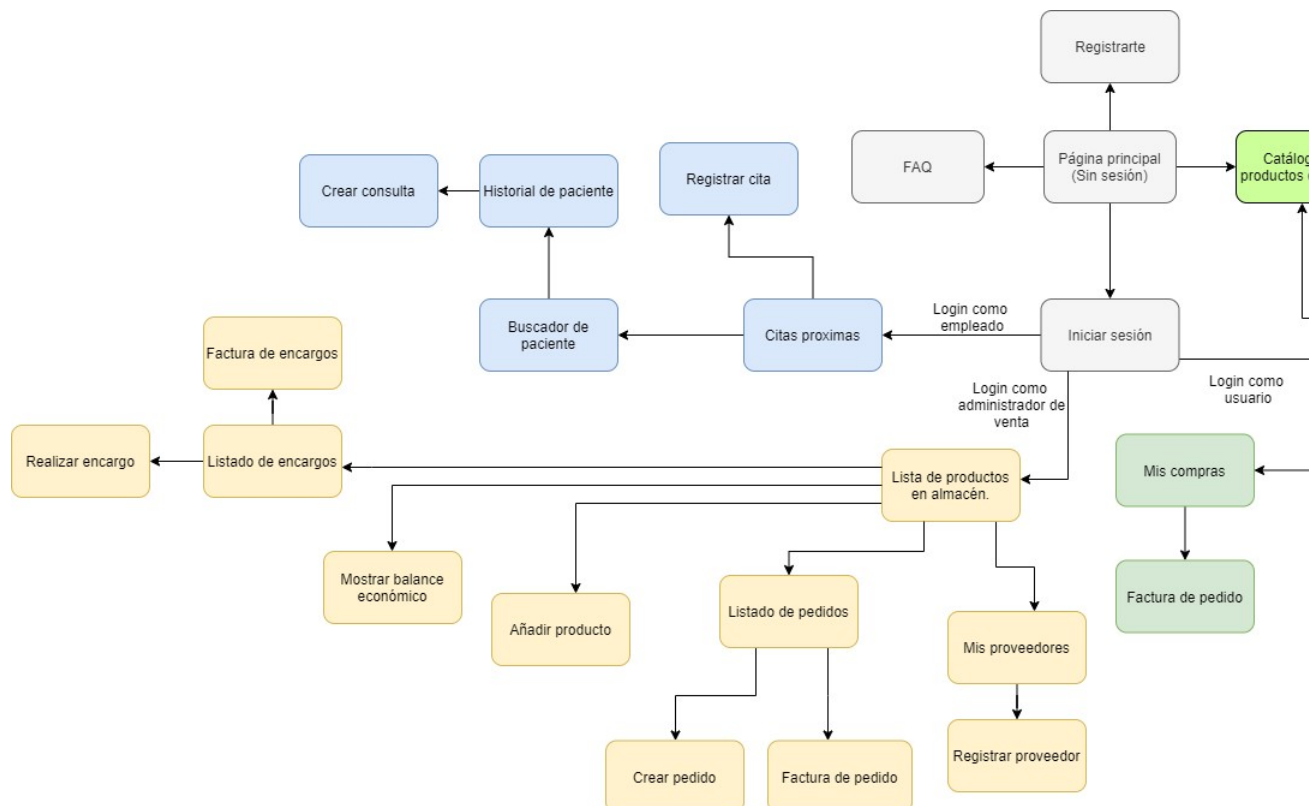 Registrarte
FAQ
Página principal
(Sin sesión)
productos
Crear consulta
Historial de paciente
Registrar cita
Buscador de
paciente
Citas proximas
Login como
empleado
Iniciar sesión
Login como
administrador de
venta
Login como
usuario
Factura de encargos
Realizar encargo
Listado de encargos
Lista de productos
en almacén.
Mis compras
Mostrar balance
económico
Añadir producto
Listado de pedidos
Mis proveedores
Factura de pedido
Crear pedido
Factura de pedido
Registrar proveedor